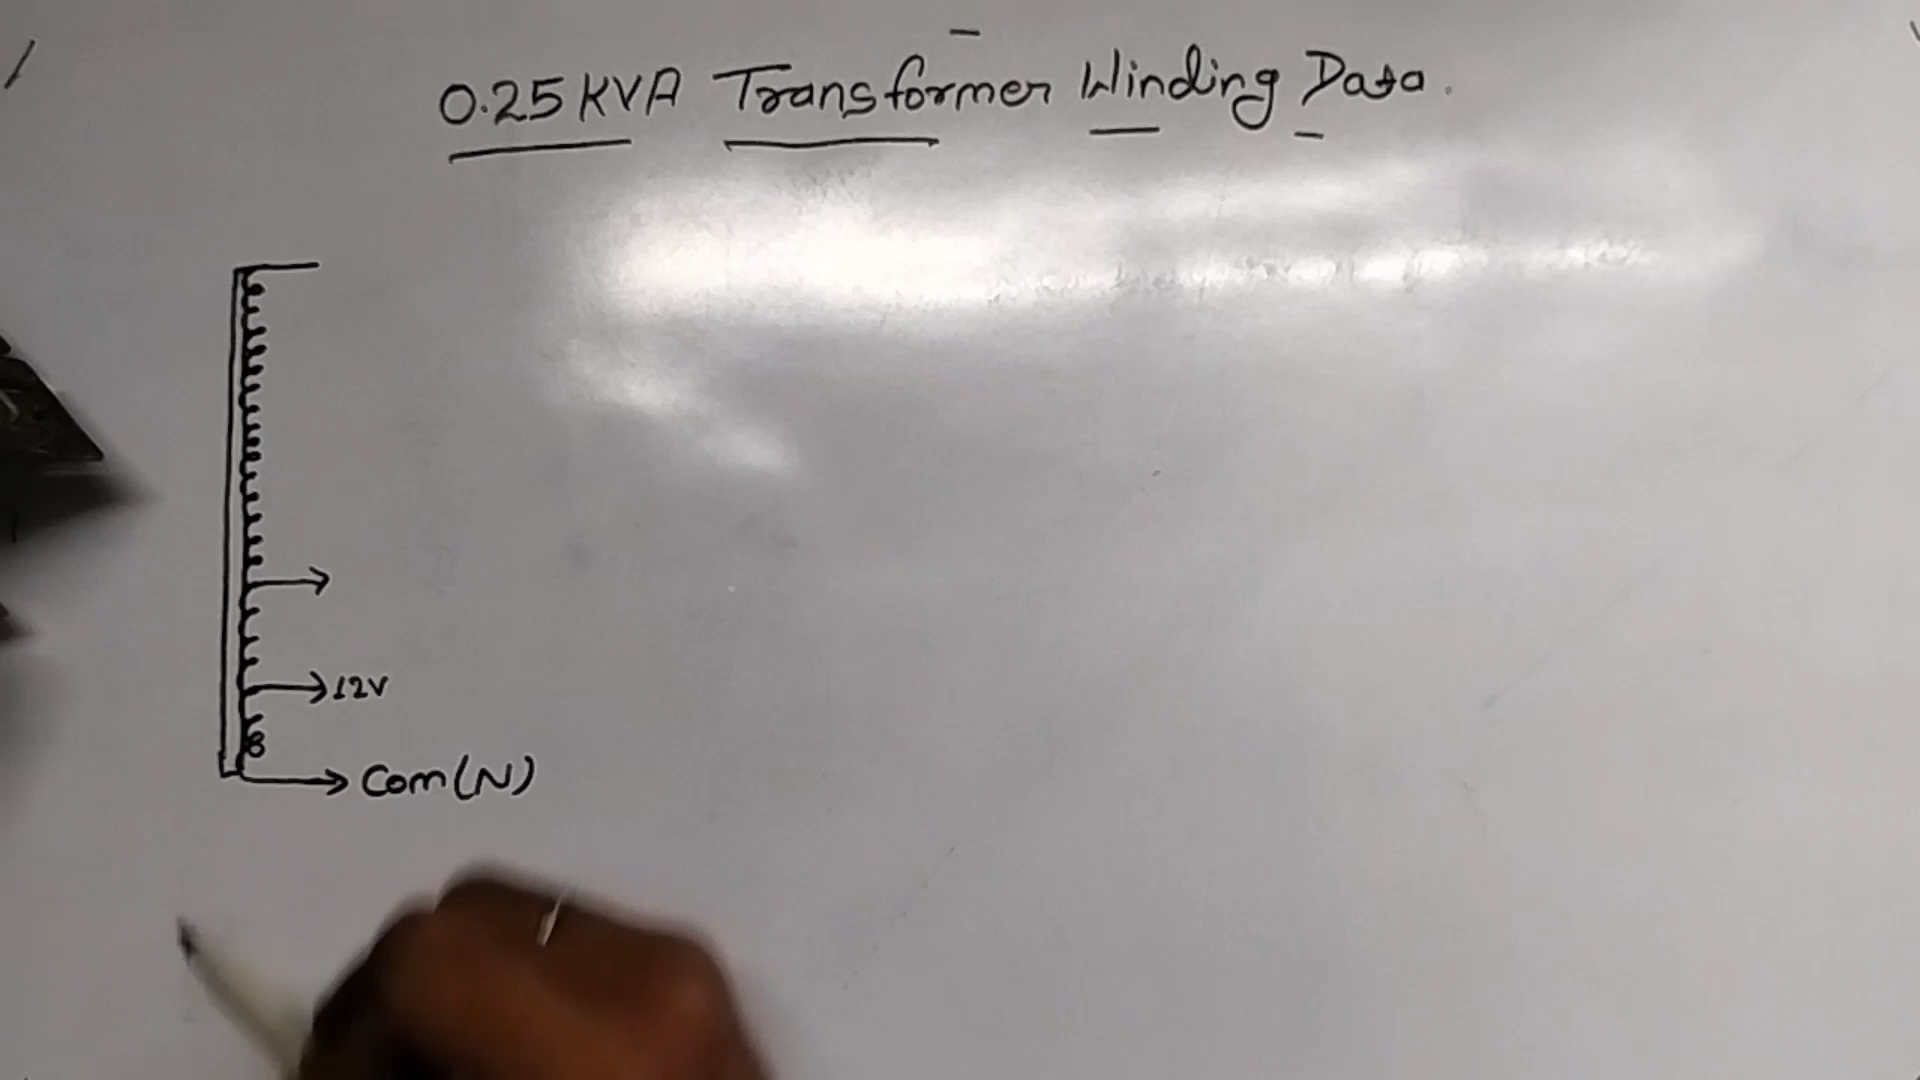 0.25 KVA Transformer Winding Data.
12V
Com(N)